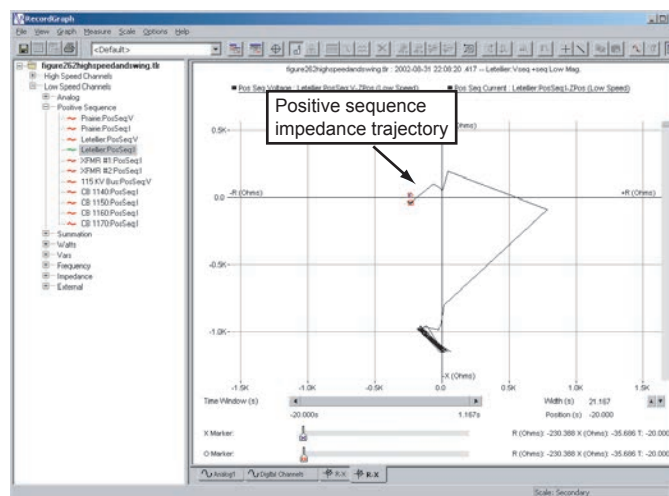 RecordGraph
File View Graph Measure Scale Options Help
<Default>
figure262highspeedandswing.tlr
High Speed Channels
Low Speed Channels
Analog
Positive Sequence
Prairie:PosSeqV
Prairie:PosSeqI
Letellier:PosSeqV
Letellier:PosSeqI
XFMR #1:PosSeqI
XFMR #2:PosSeqI
115 KV Bus:PosSeqV
CB 1140:PosSeqI
CB 1150:PosSeqI
CB 1160:PosSeqI
CB 1170:PosSeqI
Summation
Watts
Vars
Frequency
Impedance
External
figure262highspeedandswing.tlr : 2002-08-31 22:08:20 .417 -- Letellier:Vseq +seq Low Mag.
Pos Seq Voltage : Letellier:PosSeqV-ZPos (Low Speed)
Pos Seq Current : Letellier:PosSeqI-ZPos (Low Speed)
Positive sequence
impedance trajectory
(Ohms)
0.5K
0.0
-R (Ohms)
+R (Ohms)
-0.5K
-1.0K
-X (Ohms)
-1.5K -1.0K -0.5K 0.0 0.5K 1.0K 1.5K
Time Window (s)
Width (s) 21.167
-20.000s 1.167s
Position (s) -20.000
X Marker:
R (Ohms): -230.388 X (Ohms): -35.686 T: -20.000
O Marker:
R (Ohms): -230.388 X (Ohms): -35.686 T: -20.000
Analog1 Digital Channels R-X R-X
Scale: Secondary